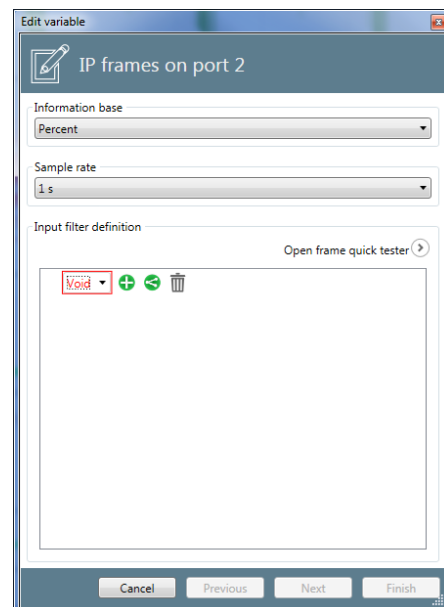 Edit variable
IP frames on port 2
Information base
Percent
Sample rate
1 s
Input filter definition
Open frame quick tester
Void
Cancel Previous Next Finish